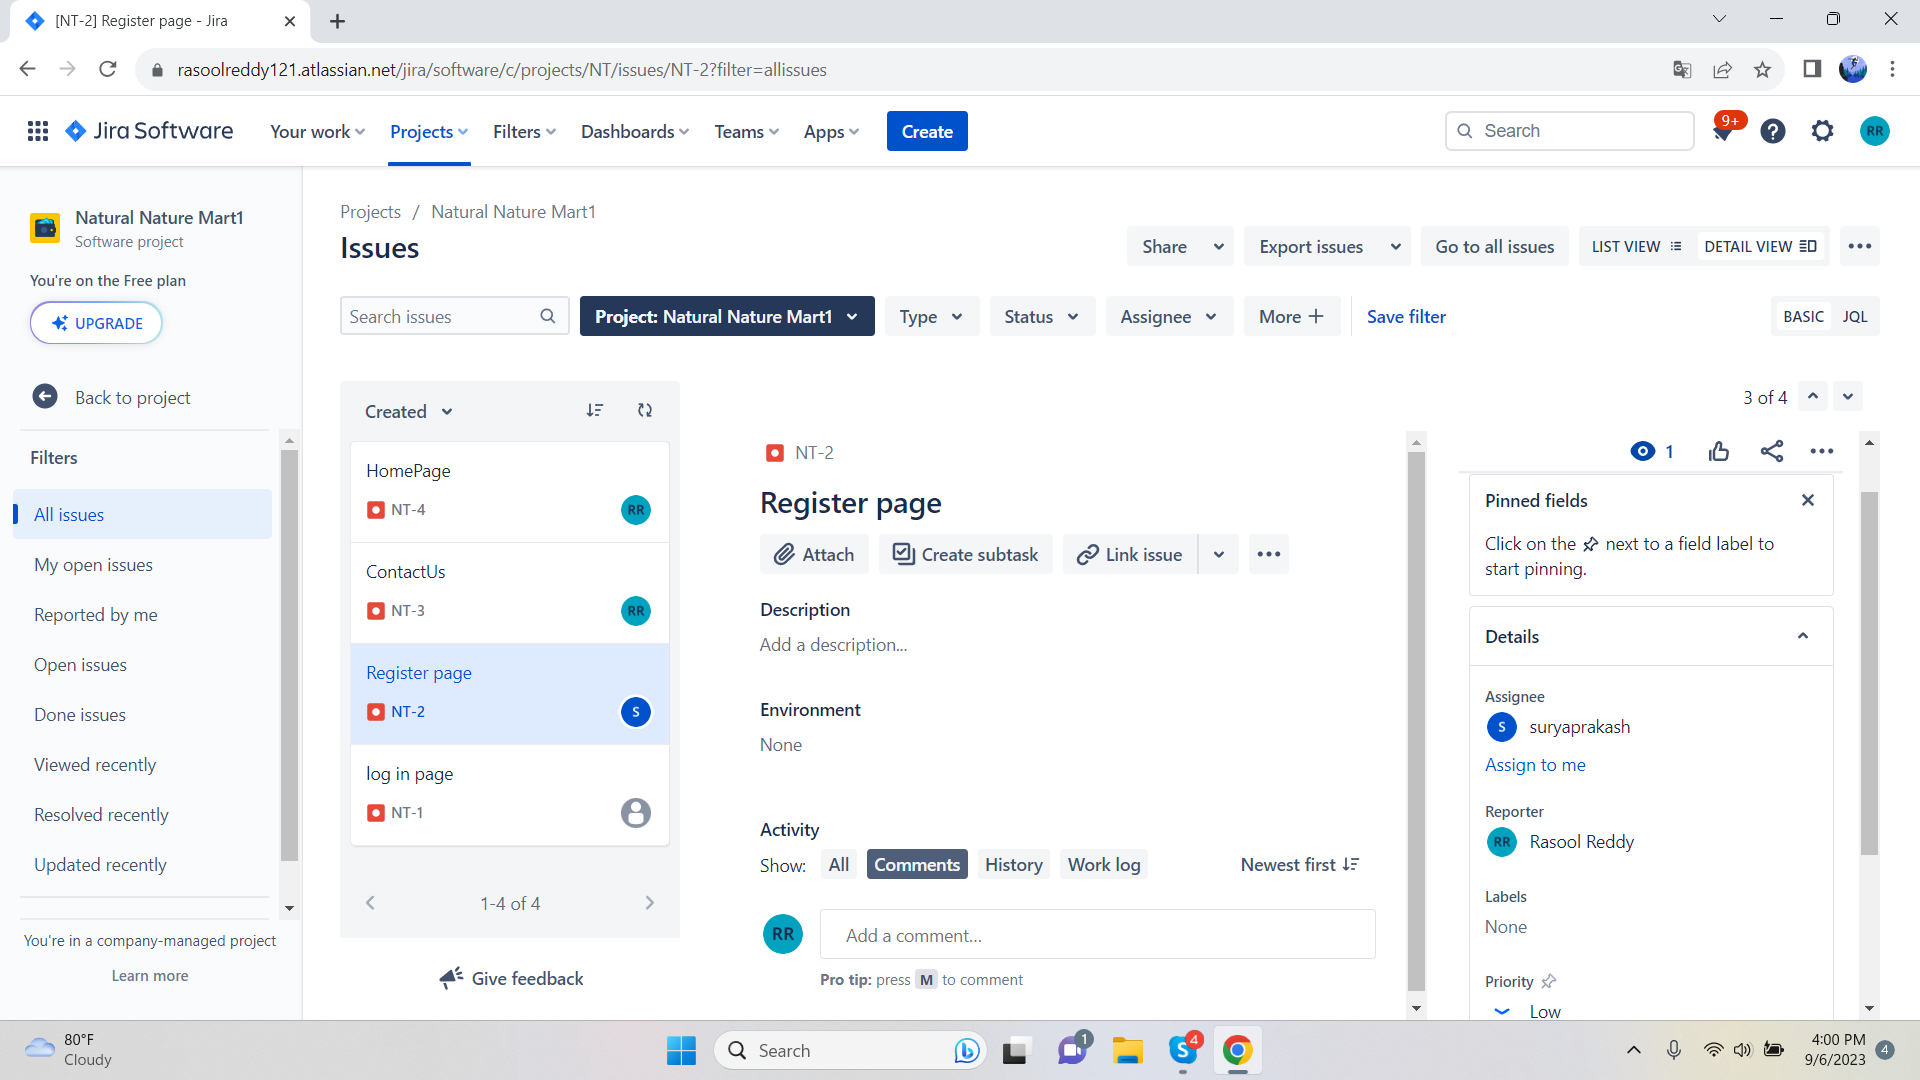 [NT-2] Register page - Jira
rasoolreddy121.atlassian.net/jira/software/c/projects/NT/issues/NT-2?filter=allissues
Jira Software
Your work
Projects
Filters
Dashboards
Teams
Apps
Create
Search
9+
RR
Natural Nature Mart1
Software project
You're on the Free plan
UPGRADE
Back to project
Filters
All issues
My open issues
Reported by me
Open issues
Done issues
Viewed recently
Resolved recently
Updated recently
You're in a company-managed project
Learn more
Projects / Natural Nature Mart1
Issues
Share
Export issues
Go to all issues
LIST VIEW
DETAIL VIEW
Search issues
Project: Natural Nature Mart1
Type
Status
Assignee
More
Save filter
BASIC
JQL
Created
HomePage
NT-4
RR
ContactUs
NT-3
RR
Register page
NT-2
S
log in page
NT-1
1-4 of 4
Give feedback
3 of 4
NT-2
Register page
Attach
Create subtask
Link issue
Description
Add a description...
Environment
None
Activity
Show:
All
Comments
History
Work log
Newest first
RR
Add a comment...
Pro tip: press M to comment
1
Pinned fields
Click on the next to a field label to
start pinning.
Details
Assignee
S
suryaprakash
Assign to me
Reporter
RR
Rasool Reddy
Labels
None
Priority
Low
80°F
Cloudy
Search
1
4
4:00 PM
9/6/2023
4